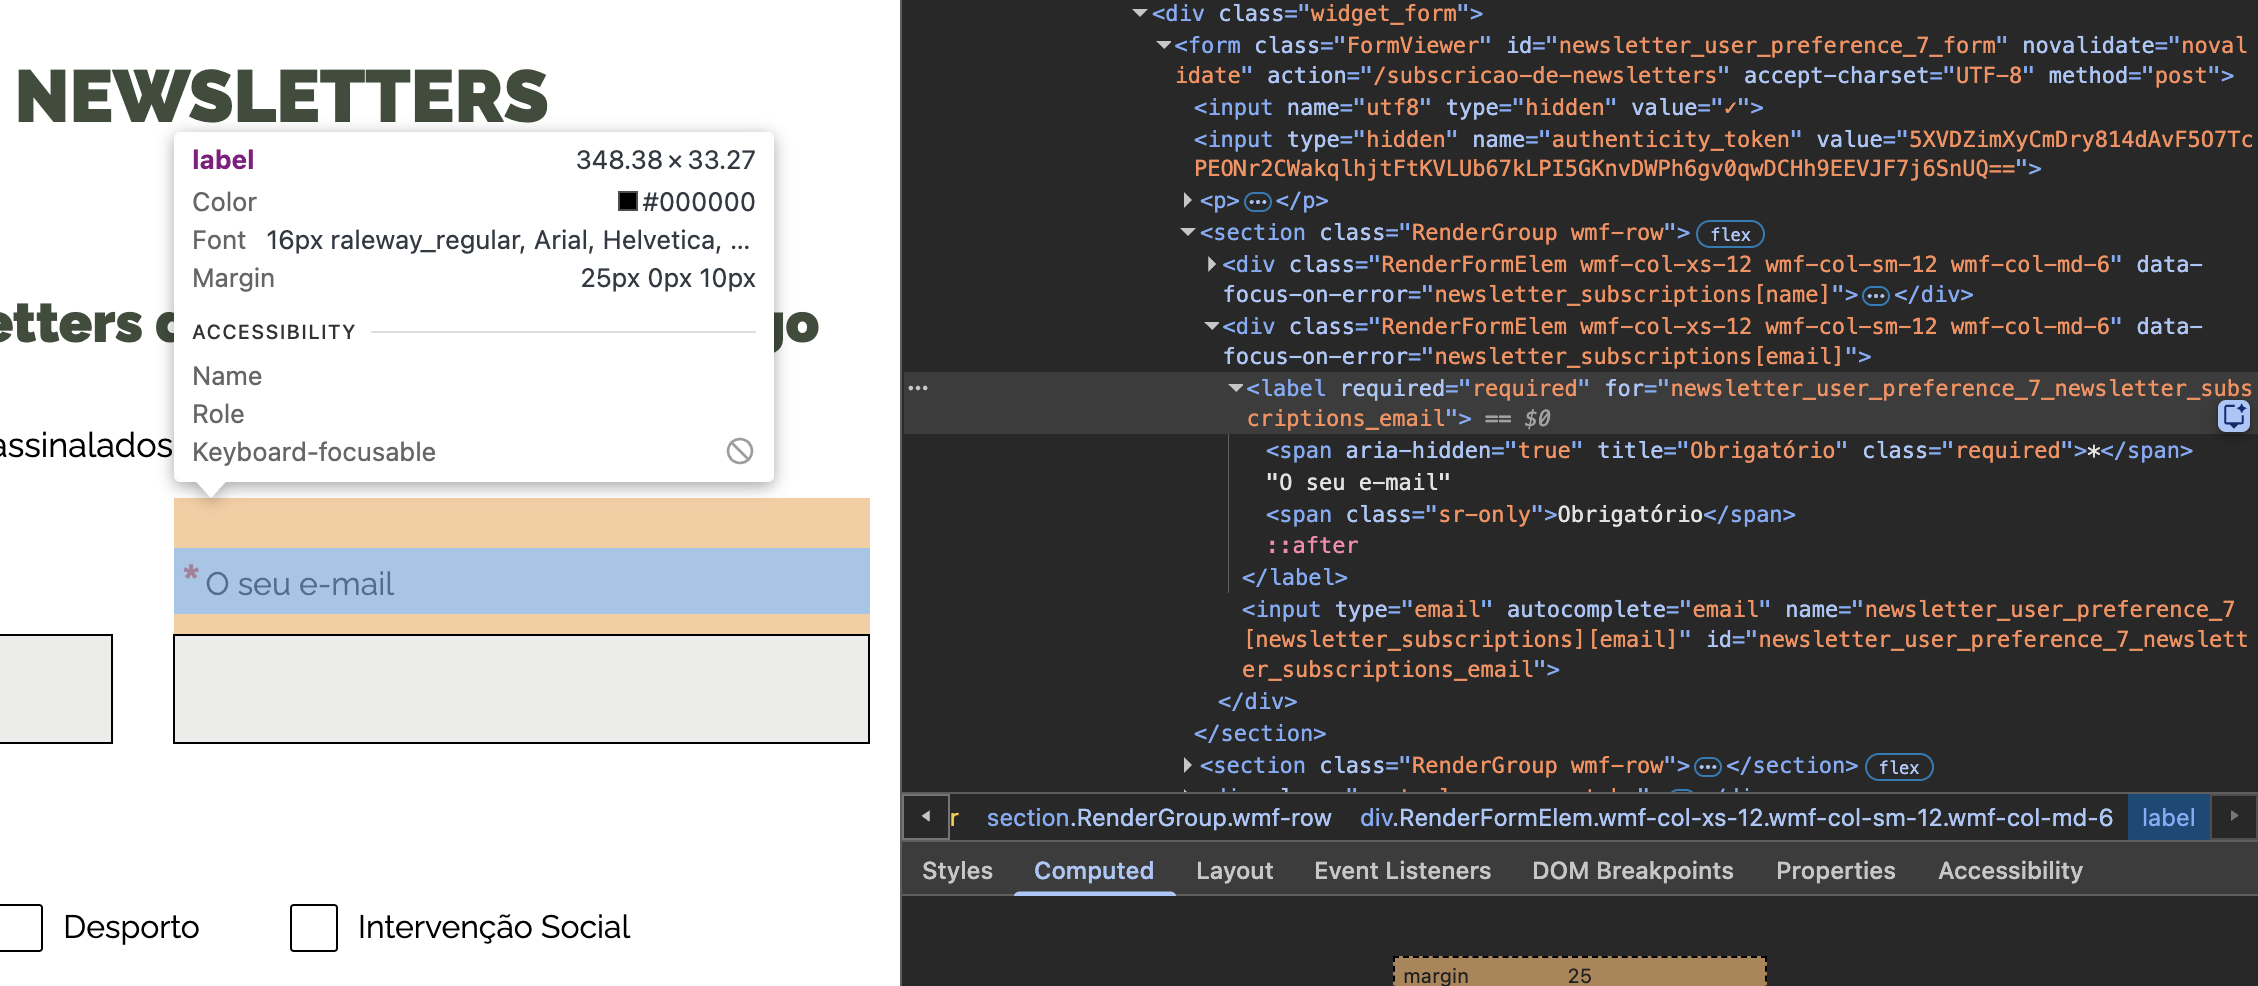 NEWSLETTERS
label 348.38 × 33.27
Color #000000
Font 16px raleway_regular, Arial, Helvetica, ...
Margin 25px 0px 10px
ACCESSIBILITY
Name
Role
Keyboard-focusable
etters d
go
assinalados
* O seu e-mail
Desporto
Intervenção Social
<div class="widget_form">
<form class="FormViewer" id="newsletter_user_preference_7_form" novalidate="noval
idate" action="/subscricao-de-newsletters" accept-charset="UTF-8" method="post">
<input name="utf8" type="hidden" value="✓">
<input type="hidden" name="authenticity_token" value="5XVDZimXyCmDry814dAvF5O7Tc
PEONr2CWakqlhjtFtKVLUb67kLPI5GKnvDWPh6gv0qwDCHh9EEVJF7j6SnUQ==">
<p>…</p>
<section class="RenderGroup wmf-row"> flex
<div class="RenderFormElem wmf-col-xs-12 wmf-col-sm-12 wmf-col-md-6" data-
focus-on-error="newsletter_subscriptions[name]">…</div>
<div class="RenderFormElem wmf-col-xs-12 wmf-col-sm-12 wmf-col-md-6" data-
focus-on-error="newsletter_subscriptions[email]">
<label required="required" for="newsletter_user_preference_7_newsletter_subs
criptions_email"> == $0
<span aria-hidden="true" title="Obrigatório" class="required">*</span>
"O seu e-mail"
<span class="sr-only">Obrigatório</span>
::after
</label>
<input type="email" autocomplete="email" name="newsletter_user_preference_7
[newsletter_subscriptions][email]" id="newsletter_user_preference_7_newslett
er_subscriptions_email">
</div>
</section>
<section class="RenderGroup wmf-row">…</section> flex
r section.RenderGroup.wmf-row div.RenderFormElem.wmf-col-xs-12.wmf-col-sm-12.wmf-col-md-6 label
Styles Computed Layout Event Listeners DOM Breakpoints Properties Accessibility
margin 25